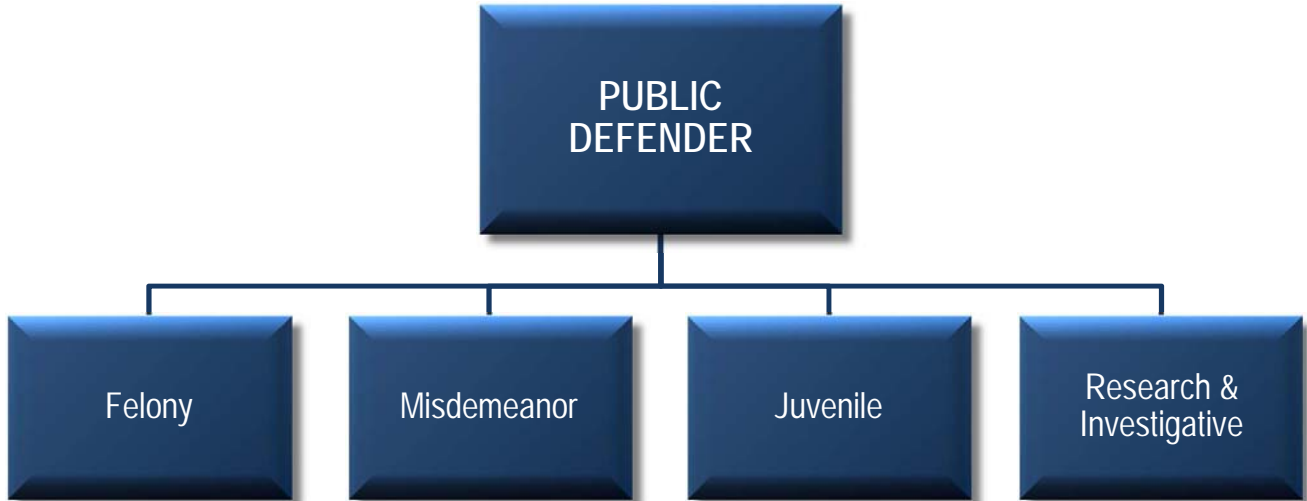 PUBLIC
DEFENDER
Felony
Misdemeanor
Juvenile
Research &
Investigative